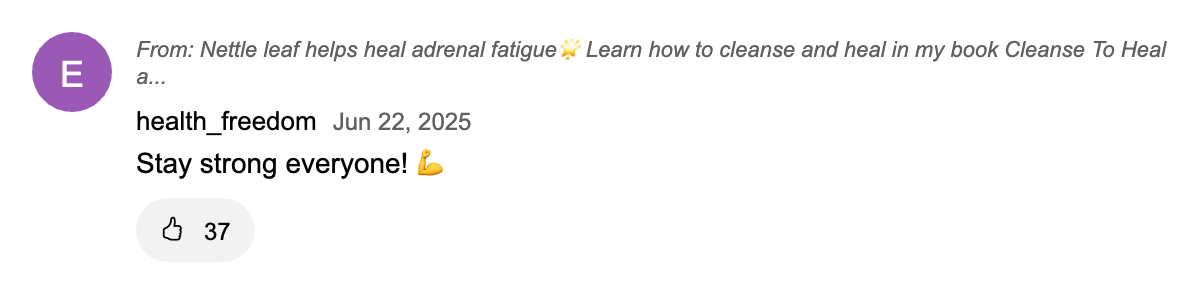 E
From: Nettle leaf helps heal adrenal fatigue🌟 Learn how to cleanse and heal in my book Cleanse To Heal
a...
health_freedom Jun 22, 2025
Stay strong everyone! 💪
37